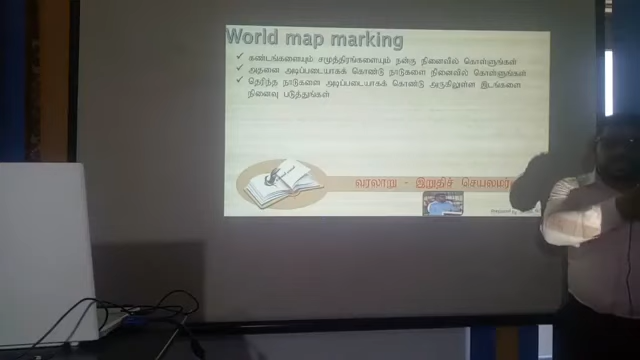 World map marking
✓ கண்டங்களையும் சமுத்திரங்களையும் நன்கு நினைவில் கொள்ளுங்கள்
✓ அதனை அடிப்படையாகக் கொண்டு நாடுகளை நினைவில் கொள்ளுங்கள்
✓ தெரிந்த நாடுகளை அடிப்படையாகக் கொண்டு அருகிலுள்ள இடங்களை
நினைவு படுத்துங்கள்
வரலாறு - இறுதிச் செயலமர்